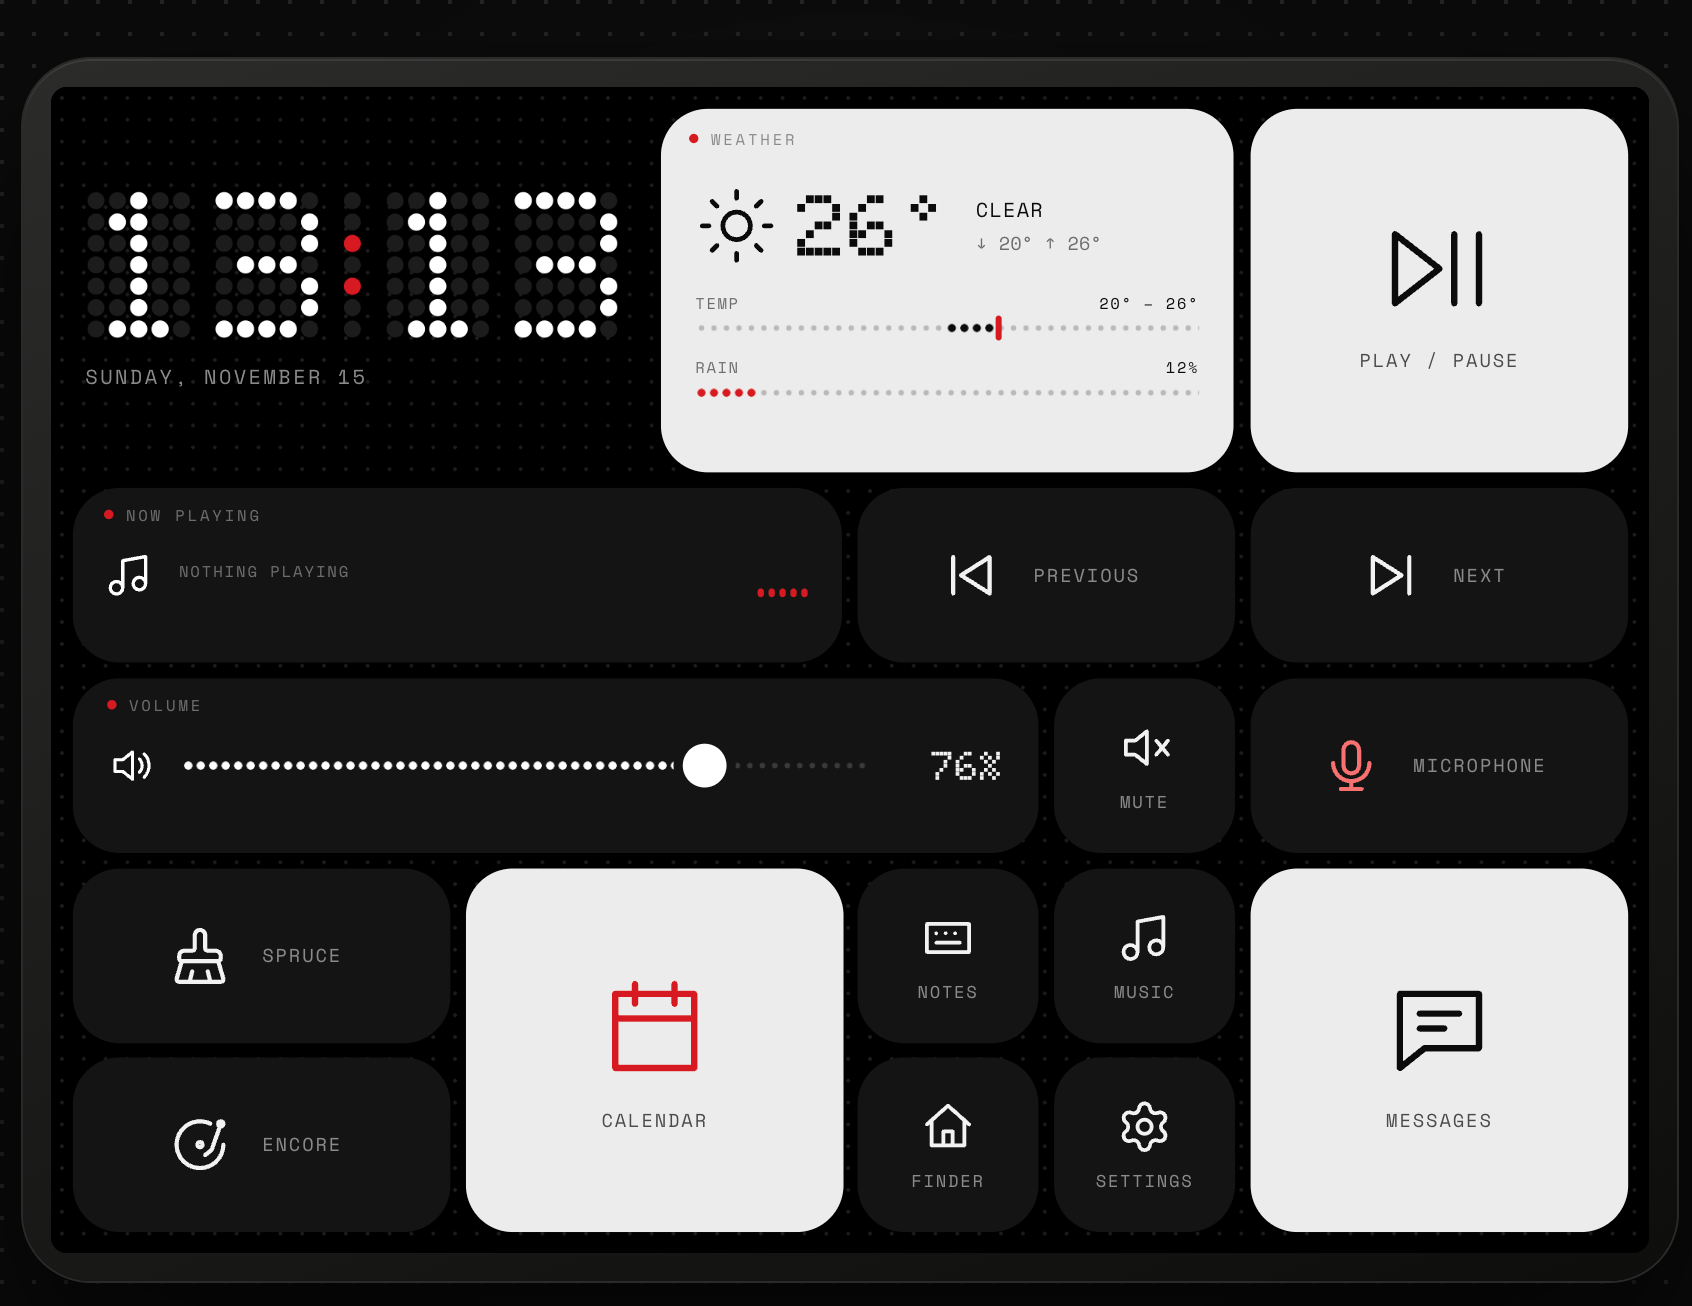 13:13
SUNDAY, NOVEMBER 15
WEATHER
26°
CLEAR
↓ 20° ↑ 26°
TEMP 20° – 26°
RAIN 12%
PLAY / PAUSE
NOW PLAYING
NOTHING PLAYING
PREVIOUS
NEXT
VOLUME
76%
MUTE
MICROPHONE
SPRUCE
CALENDAR
NOTES
MUSIC
MESSAGES
ENCORE
FINDER
SETTINGS